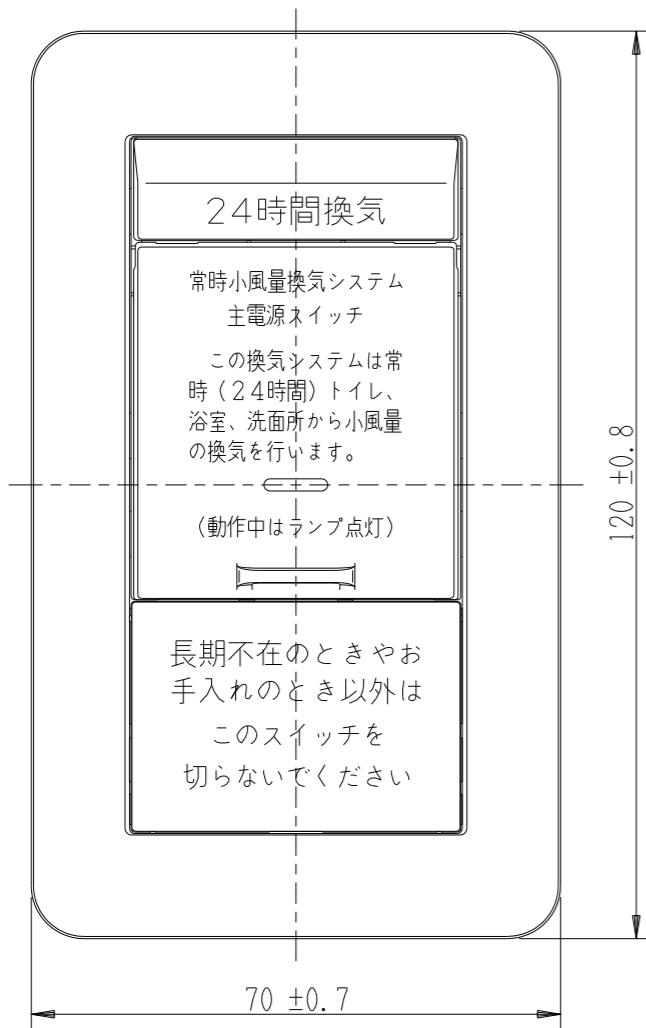 24時間換気
常時小風量換気システム
主電源スイッチ
この換気システムは常
時（24時間）トイレ、
浴室、洗面所から小風量
の換気を行います。
（動作中はランプ点灯）
長期不在のときやお
手入れのとき以外は
このスイッチを
切らないでください
120 ±0.8
70 ±0.7